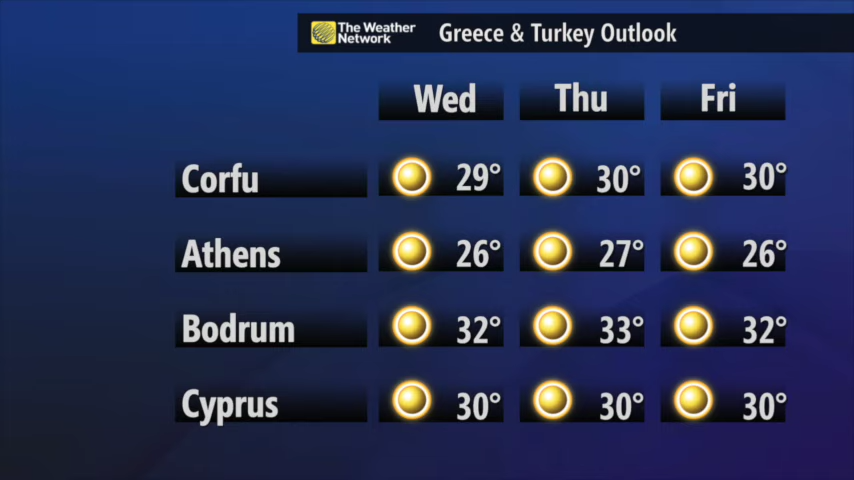 The Weather
Network
Greece & Turkey Outlook
Wed Thu Fri
Corfu 29° 30° 30°
Athens 26° 27° 26°
Bodrum 32° 33° 32°
Cyprus 30° 30° 30°